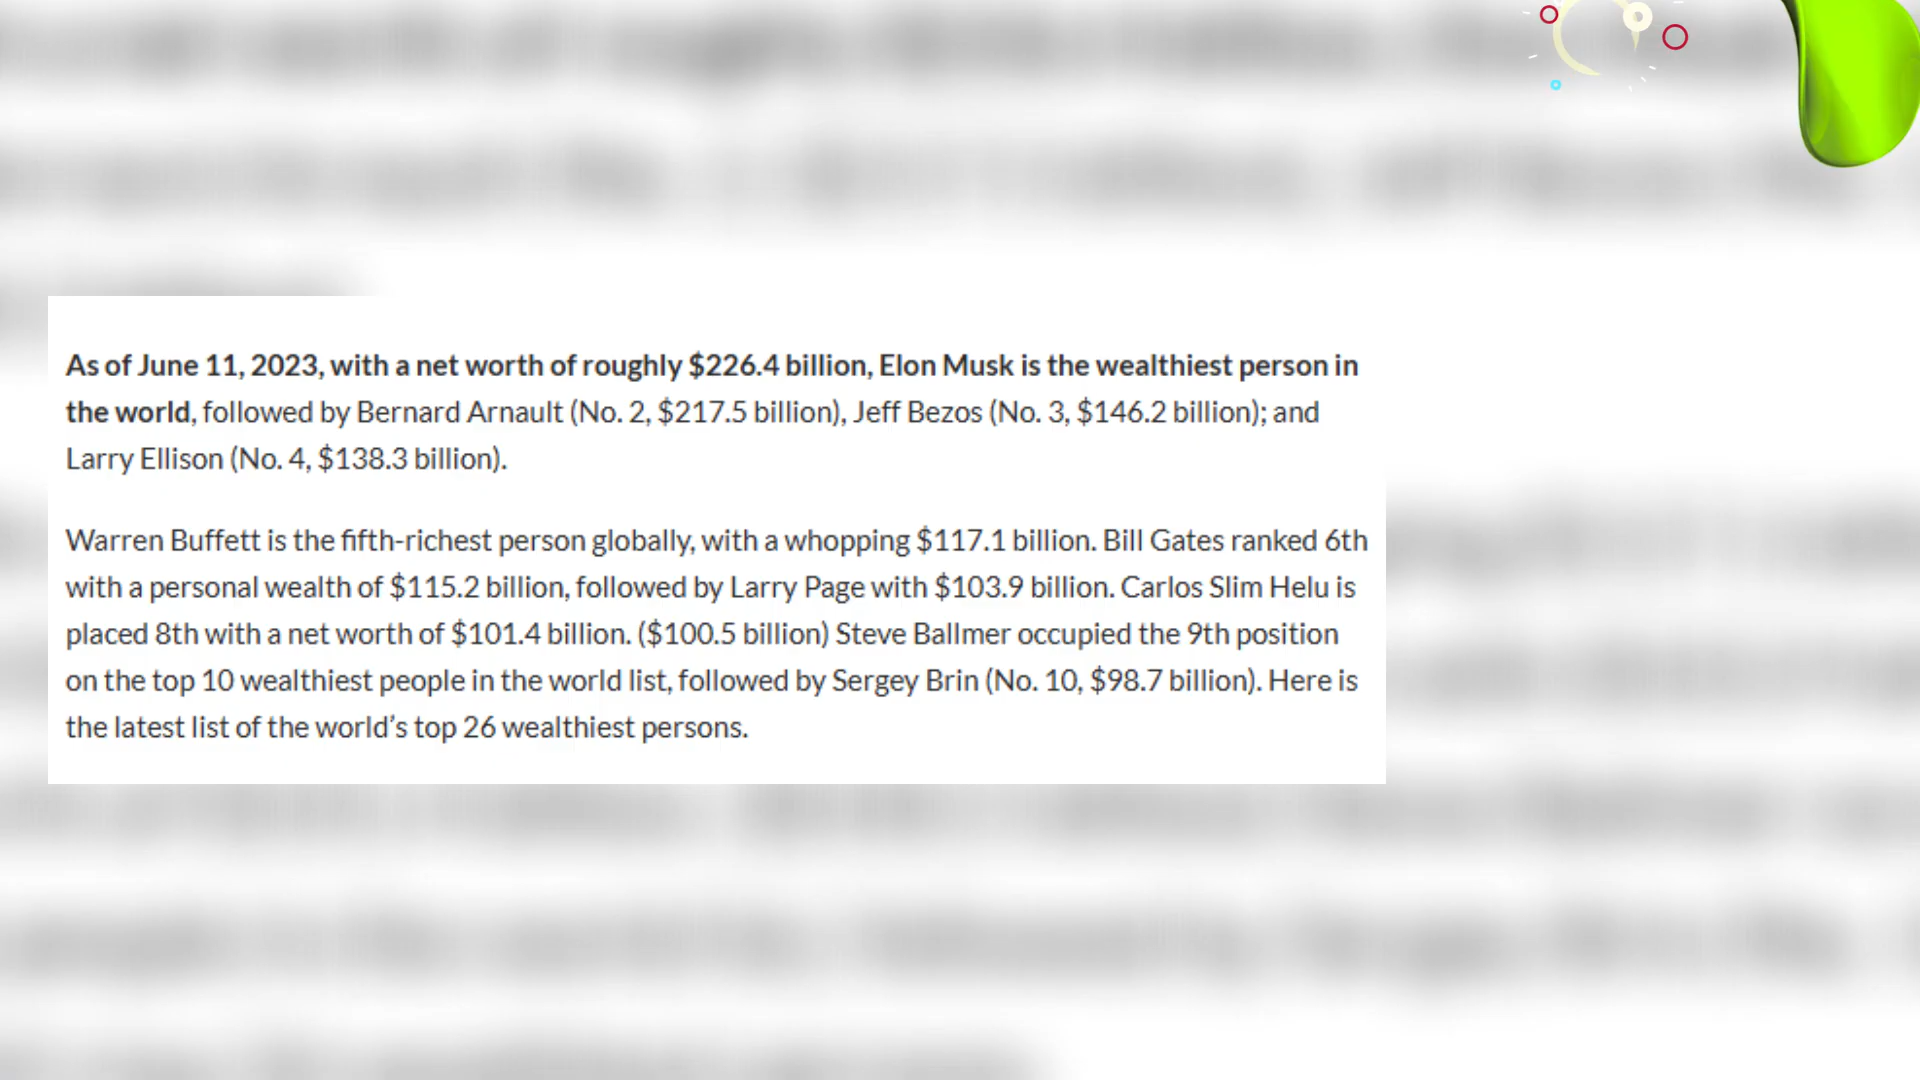 As of June 11, 2023, with a net worth of roughly $226.4 billion, Elon Musk is the wealthiest person in
the world, followed by Bernard Arnault (No. 2, $217.5 billion), Jeff Bezos (No. 3, $146.2 billion); and
Larry Ellison (No. 4, $138.3 billion).
Warren Buffett is the fifth-richest person globally, with a whopping $117.1 billion. Bill Gates ranked 6th
with a personal wealth of $115.2 billion, followed by Larry Page with $103.9 billion. Carlos Slim Helu is
placed 8th with a net worth of $101.4 billion. ($100.5 billion) Steve Ballmer occupied the 9th position
on the top 10 wealthiest people in the world list, followed by Sergey Brin (No. 10, $98.7 billion). Here is
the latest list of the world’s top 26 wealthiest persons.